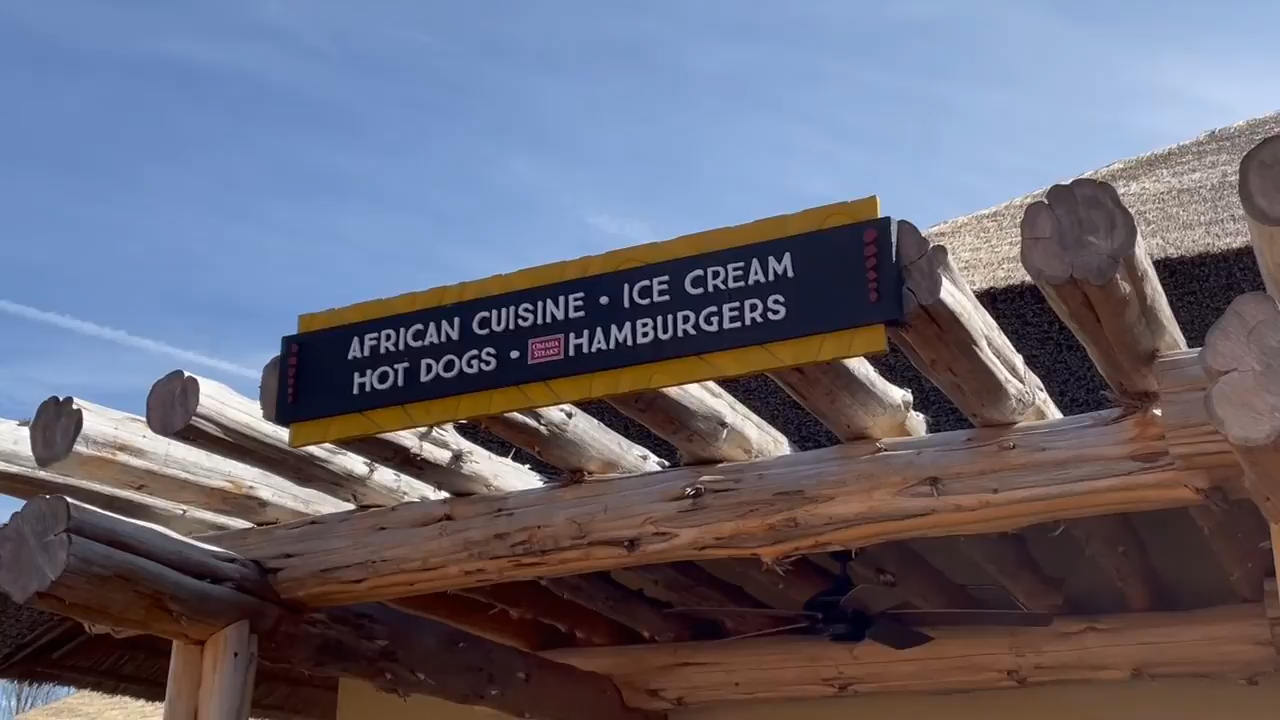 AFRICAN CUISINE • ICE CREAM
HOT DOGS • OMAHA STEAKS HAMBURGERS